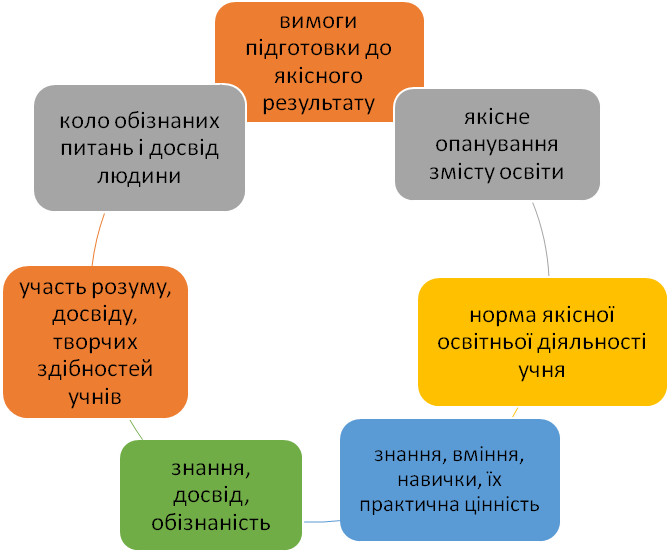 вимоги
підготовки до
якісного
результату
якісне
опанування
змісту освіти
норма якісної
освітньої діяльності
учня
знання, вміння,
навички, їх
практична цінність
знання,
досвід,
обізнаність
участь розуму,
досвіду,
творчих
здібностей
учнів
коло обізнаних
питань і досвід
людини